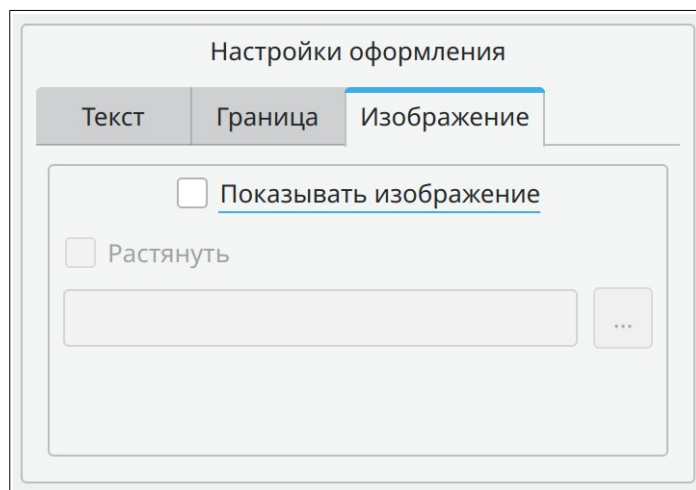 Настройки оформления
Текст Граница Изображение
Показывать изображение
Растянуть
...